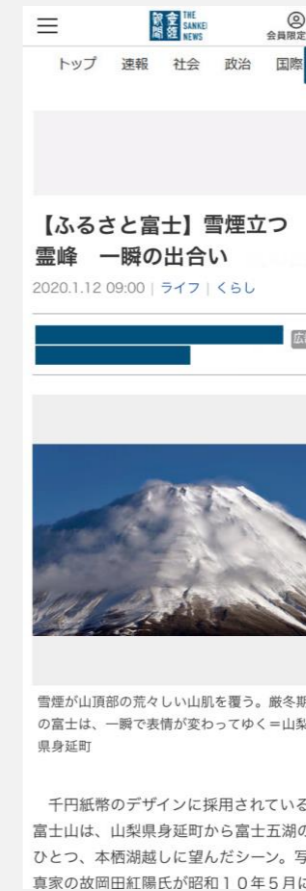 産経新聞
THE
SANKEI
NEWS
会員限定
トップ 速報 社会 政治 国際
【ふるさと富士】雪煙立つ
霊峰 一瞬の出合い
2020.1.12 09:00 | ライフ | くらし
雪煙が山頂部の荒々しい山肌を覆う。厳冬期
の富士は、一瞬で表情が変わってゆく＝山梨
県身延町
千円紙幣のデザインに採用されている
富士山は、山梨県身延町から富士五湖の
ひとつ、本栖湖越しに望んだシーン。写
真家の故岡田紅陽氏が昭和１０年５月に